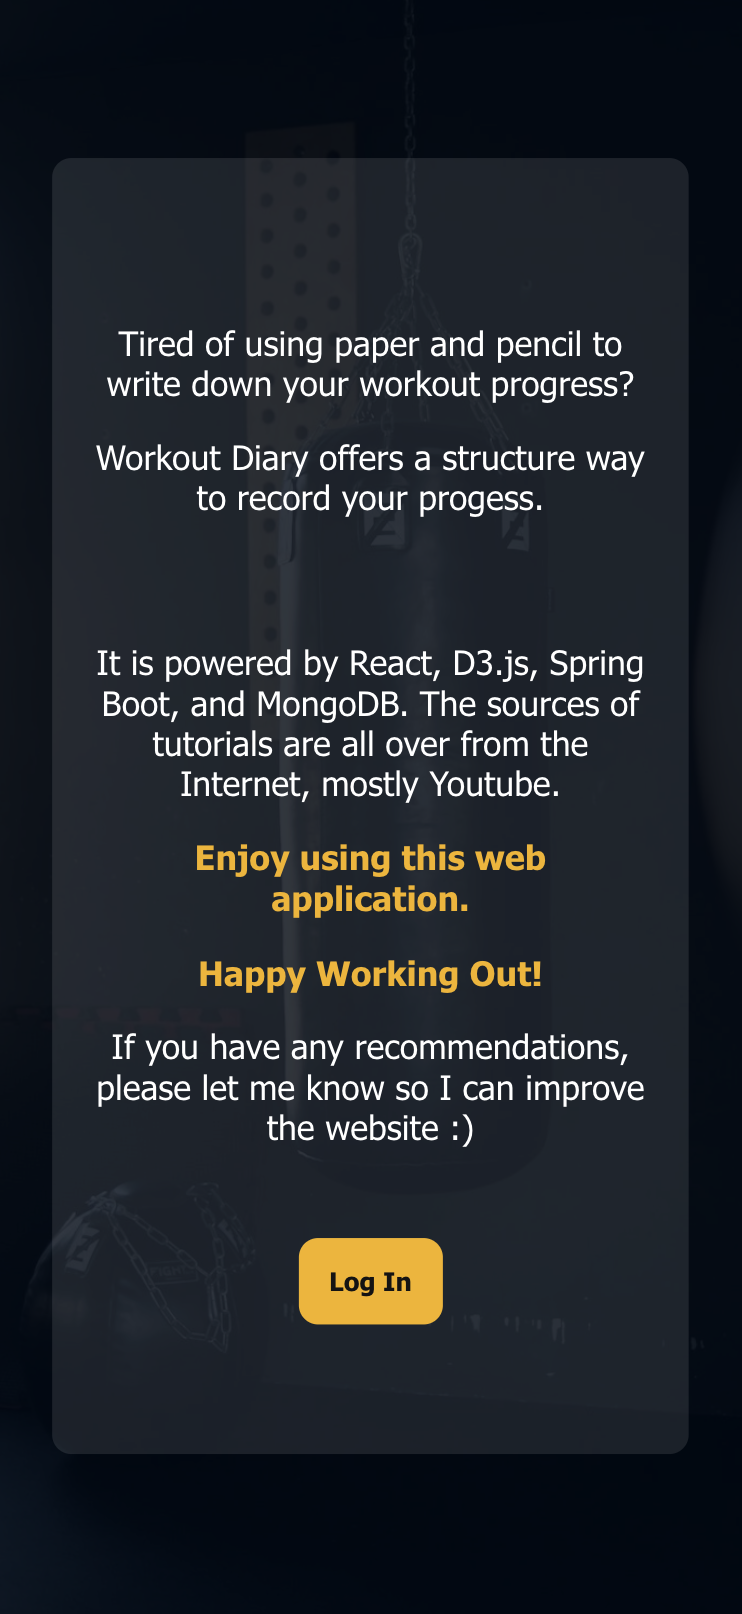 Tired of using paper and pencil to
write down your workout progress?
Workout Diary offers a structure way
to record your progess.
It is powered by React, D3.js, Spring
Boot, and MongoDB. The sources of
tutorials are all over from the
Internet, mostly Youtube.
Enjoy using this web
application.
Happy Working Out!
If you have any recommendations,
please let me know so I can improve
the website :)
Log In